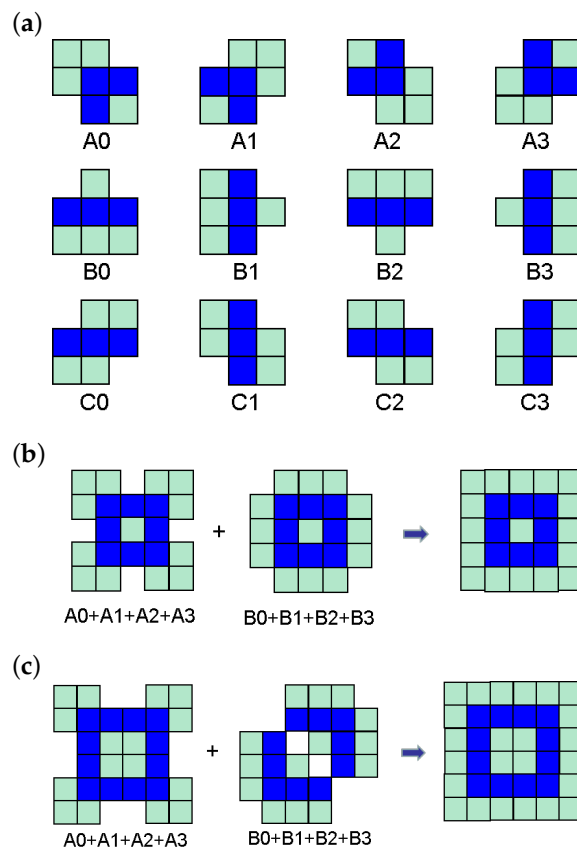 (a)
A0 A1 A2 A3
B0 B1 B2 B3
C0 C1 C2 C3
(b)
+
A0+A1+A2+A3 B0+B1+B2+B3
(c)
+
A0+A1+A2+A3 B0+B1+B2+B3